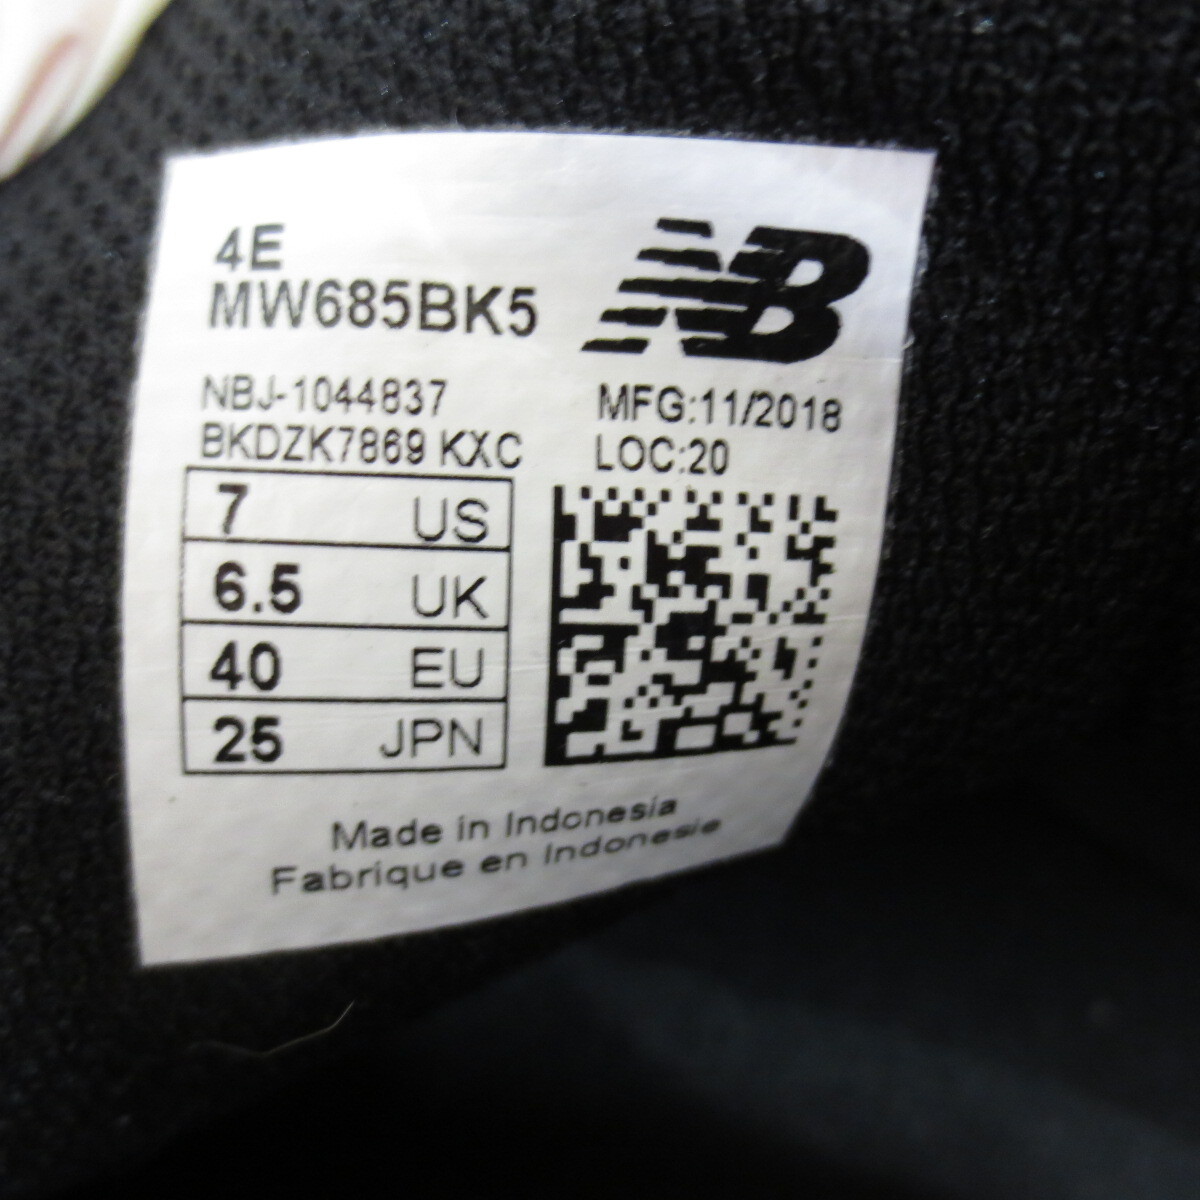 4E
MW685BK5
NB
NBJ-1044837
BKDZK7869 KXC
MFG:11/2018
LOC:20
7 US
6.5 UK
40 EU
25 JPN
Made in Indonesia
Fabrique en Indonesie